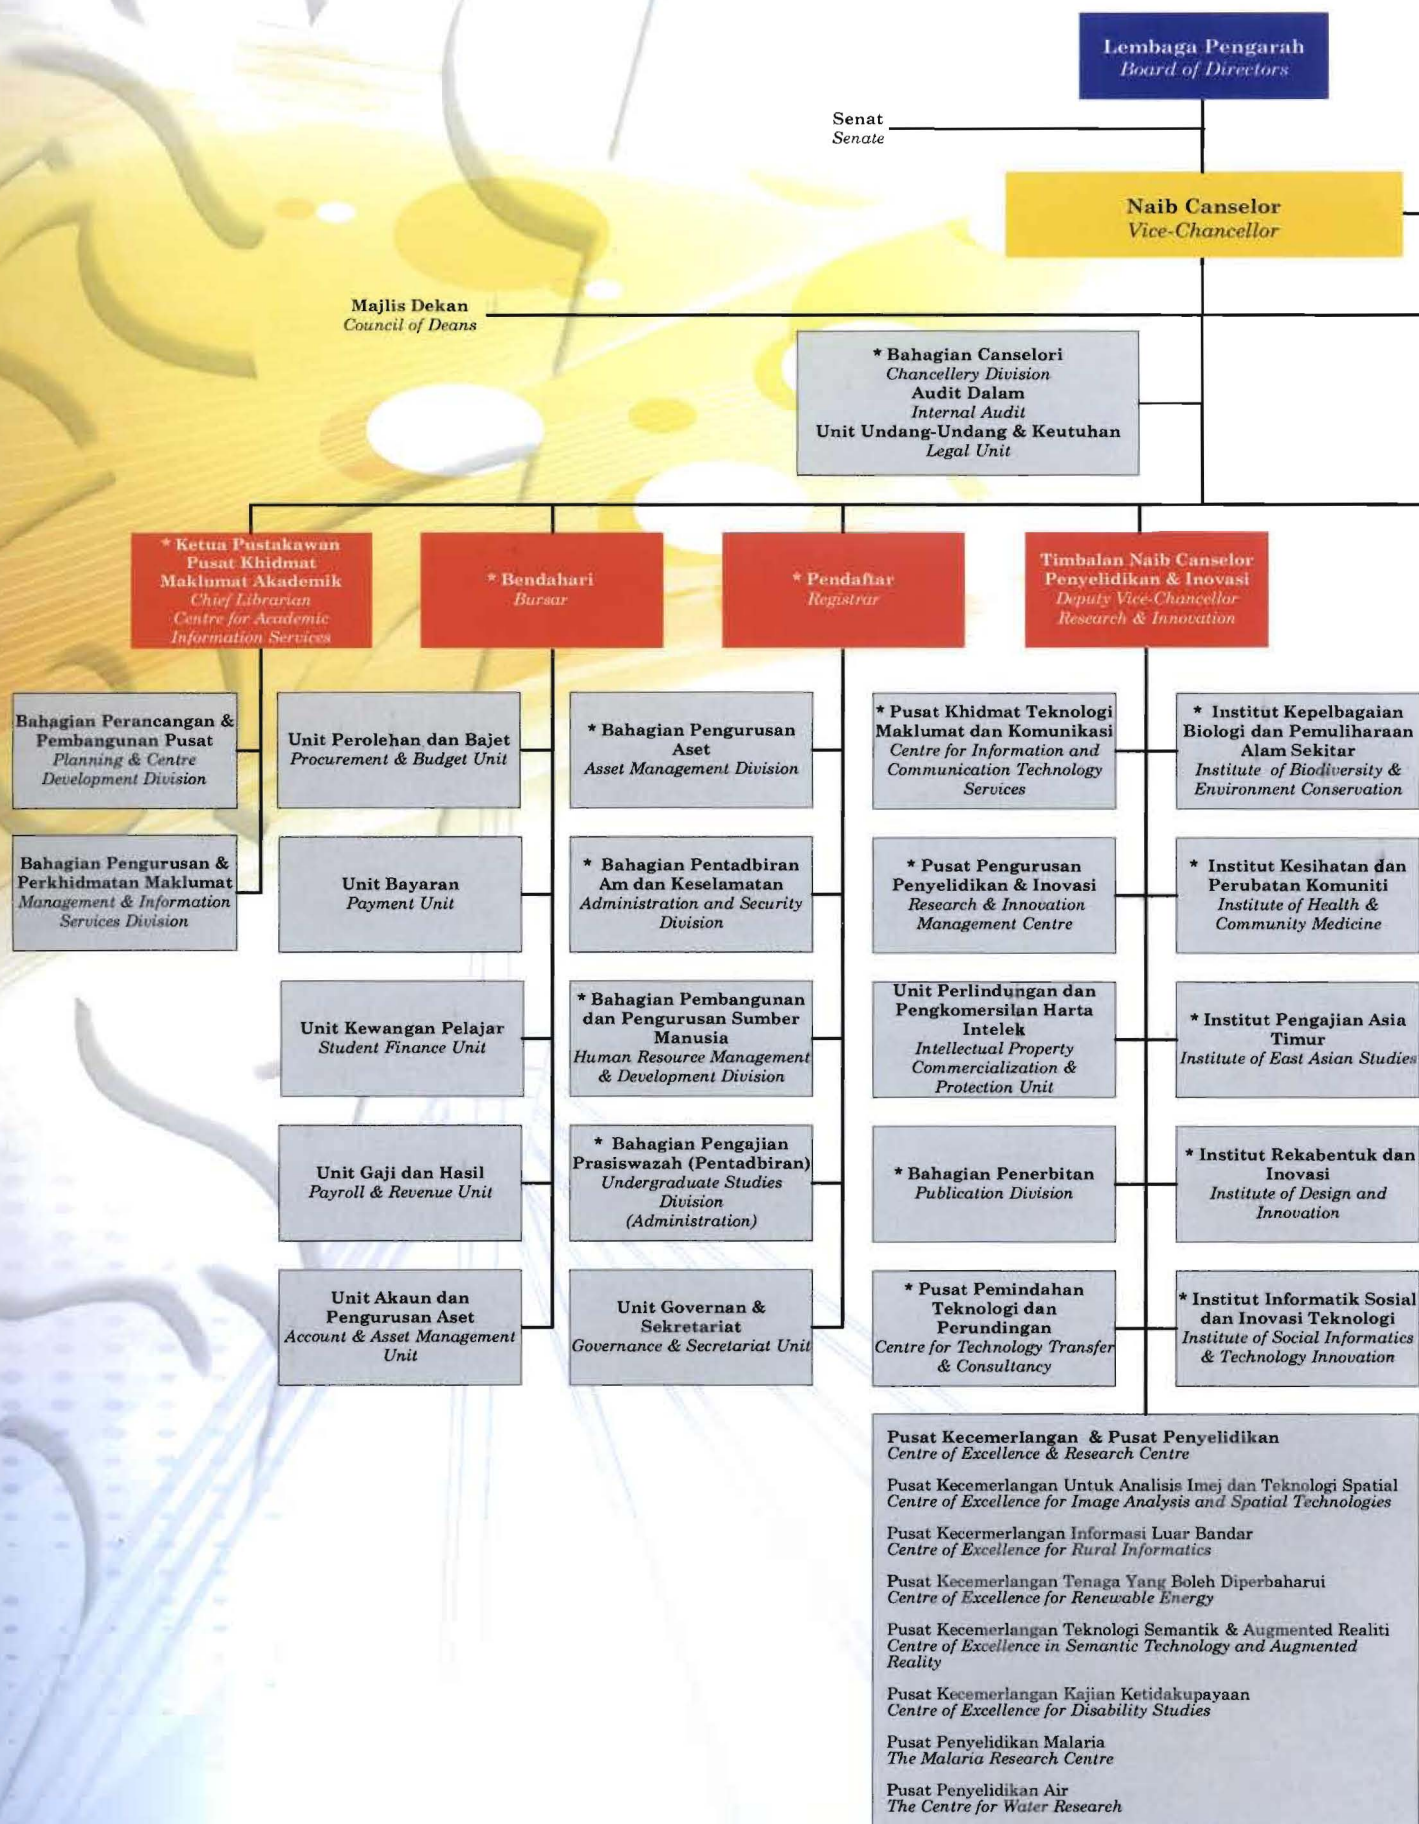 Lembaga Pengarah
Board of Directors
Senat
Senate
Naib Canselor
Vice-Chancellor
Majlis Dekan
Council of Deans
* Bahagian Canselori
Chancellery Division
Audit Dalam
Internal Audit
Unit Undang-Undang & Keutuhan
Legal Unit
* Ketua Pustakawan
Pusat Khidmat
Maklumat Akademik
Chief Librarian
Centre for Academic
Information Services
* Bendahari
Bursar
* Pendaftar
Registrar
Timbalan Naib Canselor
Penyelidikan & Inovasi
Deputy Vice-Chancellor
Research & Innovation
Bahagian Perancangan &
Pembangunan Pusat
Planning & Centre
Development Division
Bahagian Pengurusan &
Perkhidmatan Maklumat
Management & Information
Services Division
Unit Perolehan dan Bajet
Procurement & Budget Unit
Unit Bayaran
Payment Unit
Unit Kewangan Pelajar
Student Finance Unit
Unit Gaji dan Hasil
Payroll & Revenue Unit
Unit Akaun dan
Pengurusan Aset
Account & Asset Management
Unit
* Bahagian Pengurusan
Aset
Asset Management Division
* Bahagian Pentadbiran
Am dan Keselamatan
Administration and Security
Division
* Bahagian Pembangunan
dan Pengurusan Sumber
Manusia
Human Resource Management
& Development Division
* Bahagian Pengajian
Prasiswazah (Pentadbiran)
Undergraduate Studies
Division
(Administration)
Unit Governan &
Sekretariat
Governance & Secretariat Unit
* Pusat Khidmat Teknologi
Maklumat dan Komunikasi
Centre for Information and
Communication Technology
Services
* Pusat Pengurusan
Penyelidikan & Inovasi
Research & Innovation
Management Centre
Unit Perlindungan dan
Pengkomersilan Harta
Intelek
Intellectual Property
Commercialization &
Protection Unit
* Bahagian Penerbitan
Publication Division
* Pusat Pemindahan
Teknologi dan
Perundingan
Centre for Technology Transfer
& Consultancy
* Institut Kepelbagaian
Biologi dan Pemuliharaan
Alam Sekitar
Institute of Biodiversity &
Environment Conservation
* Institut Kesihatan dan
Perubatan Komuniti
Institute of Health &
Community Medicine
* Institut Pengajian Asia
Timur
Institute of East Asian Studies
* Institut Rekabentuk dan
Inovasi
Institute of Design and
Innovation
* Institut Informatik Sosial
dan Inovasi Teknologi
Institute of Social Informatics
& Technology Innovation
Pusat Kecemerlangan & Pusat Penyelidikan
Centre of Excellence & Research Centre
Pusat Kecemerlangan Untuk Analisis Imej dan Teknologi Spatial
Centre of Excellence for Image Analysis and Spatial Technologies
Pusat Kecermerlangan Informasi Luar Bandar
Centre of Excellence for Rural Informatics
Pusat Kecemerlangan Tenaga Yang Boleh Diperbaharui
Centre of Excellence for Renewable Energy
Pusat Kecemerlangan Teknologi Semantik & Augmented Realiti
Centre of Excellence in Semantic Technology and Augmented
Reality
Pusat Kecemerlangan Kajian Ketidakupayaan
Centre of Excellence for Disability Studies
Pusat Penyelidikan Malaria
The Malaria Research Centre
Pusat Penyelidikan Air
The Centre for Water Research